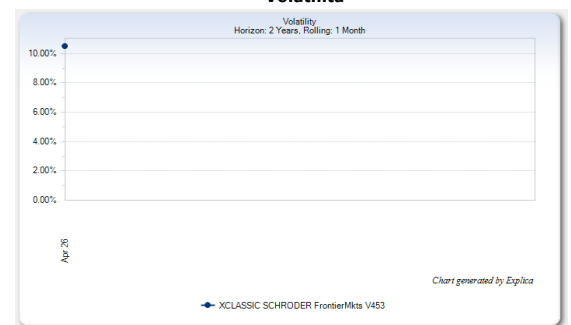 Volatilità
Volatility
Horizon: 2 Years, Rolling: 1 Month
10.00%
8.00%
6.00%
4.00%
2.00%
0.00%
Apr 26
Chart generated by Explica
XCLASSIC SCHRODER FrontierMkts V453